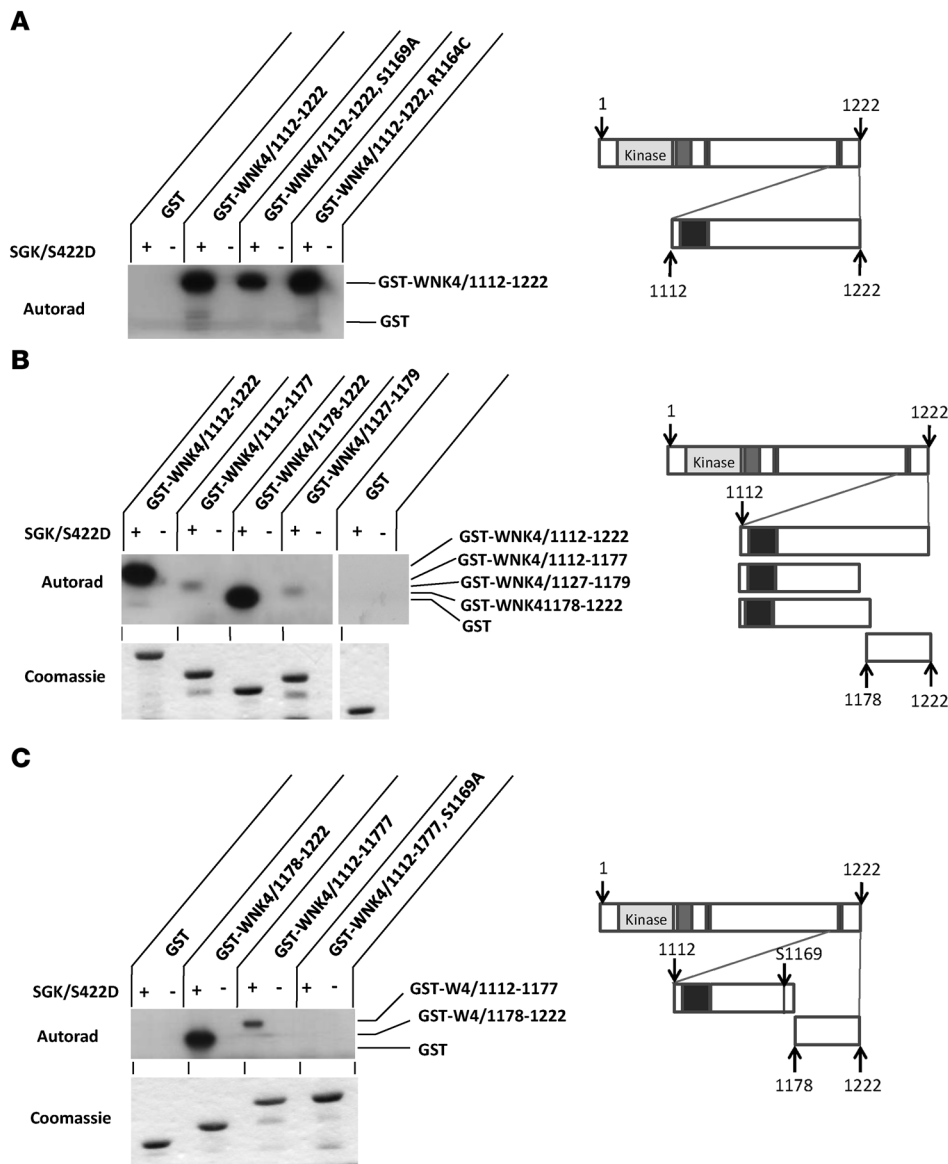 A
GST
GST-WNK4/1112-1222
GST-WNK4/1112-1222, S1169A
GST-WNK4/1112-1222, R1164C
SGK/S422D + - + - + - + -
Autorad
GST-WNK4/1112-1222
GST
1 1222
Kinase
1112 1222
B
GST-WNK4/1112-1222
GST-WNK4/1112-1177
GST-WNK4/1178-1222
GST-WNK4/1127-1179
GST
SGK/S422D + - + - + - + - + -
Autorad
GST-WNK4/1112-1222
GST-WNK4/1112-1177
GST-WNK4/1127-1179
GST-WNK41178-1222
GST
Coomassie
1 1222
Kinase
1112
1178 1222
C
GST
GST-WNK4/1178-1222
GST-WNK4/1112-11777
GST-WNK4/1112-1777, S1169A
SGK/S422D + - + - + - + -
Autorad
GST-W4/1112-1177
GST-W4/1178-1222
GST
Coomassie
1 1222
Kinase
1112 S1169
1178 1222